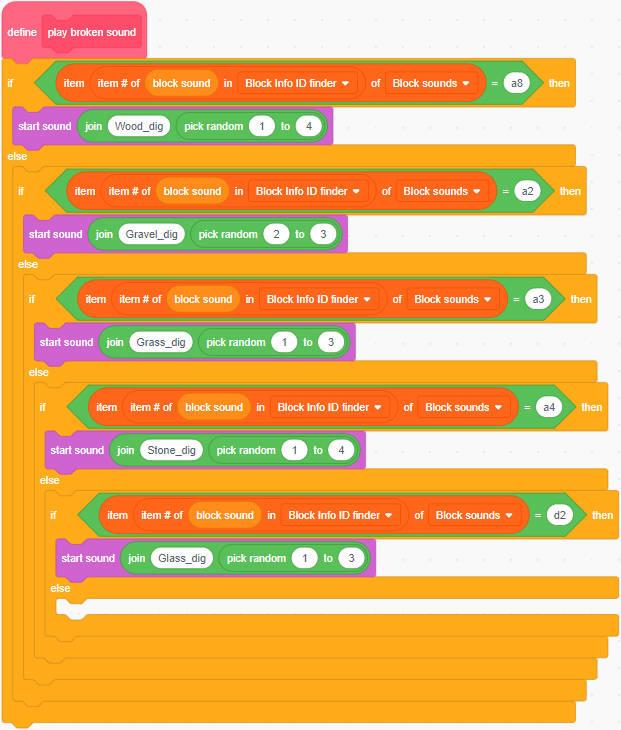 define play broken sound
if item item # of block sound in Block Info ID finder of Block sounds = a8 then
start sound join Wood_dig pick random 1 to 4
else
if item item # of block sound in Block Info ID finder of Block sounds = a2 then
start sound join Gravel_dig pick random 2 to 3
else
if item item # of block sound in Block Info ID finder of Block sounds = a3 then
start sound join Grass_dig pick random 1 to 3
else
if item item # of block sound in Block Info ID finder of Block sounds = a4 then
start sound join Stone_dig pick random 1 to 4
else
if item item # of block sound in Block Info ID finder of Block sounds = d2 then
start sound join Glass_dig pick random 1 to 3
else